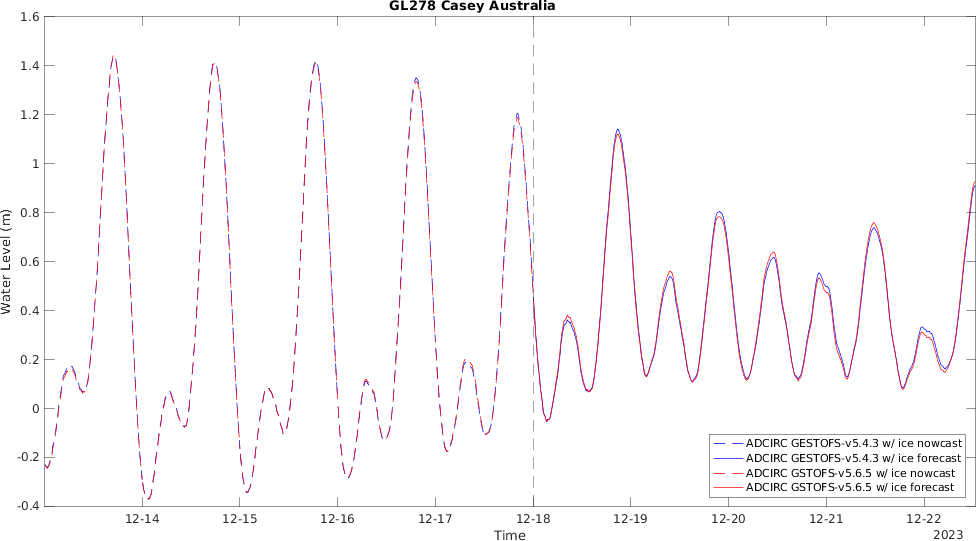 GL278 Casey Australia
1.6
1.4
1.2
1
0.8
0.6
0.4
0.2
0
-0.2
-0.4
Water Level (m)
ADCIRC GESTOFS-v5.4.3 w/ ice nowcast
ADCIRC GESTOFS-v5.4.3 w/ ice forecast
ADCIRC GSTOFS-v5.6.5 w/ ice nowcast
ADCIRC GSTOFS-v5.6.5 w/ ice forecast
12-14 12-15 12-16 12-17 12-18 12-19 12-20 12-21 12-22
Time
2023